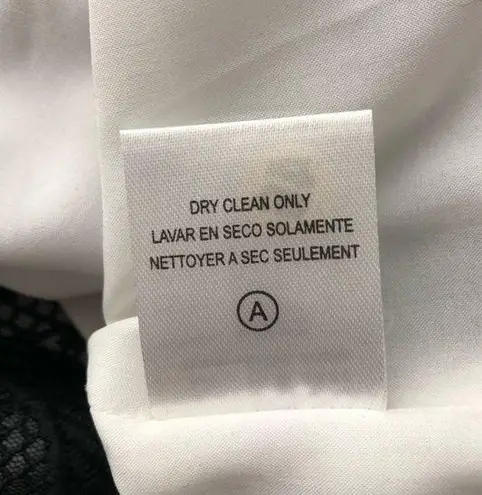 DRY CLEAN ONLY
LAVAR EN SECO SOLAMENTE
NETTOYER A SEC SEULEMENT
A